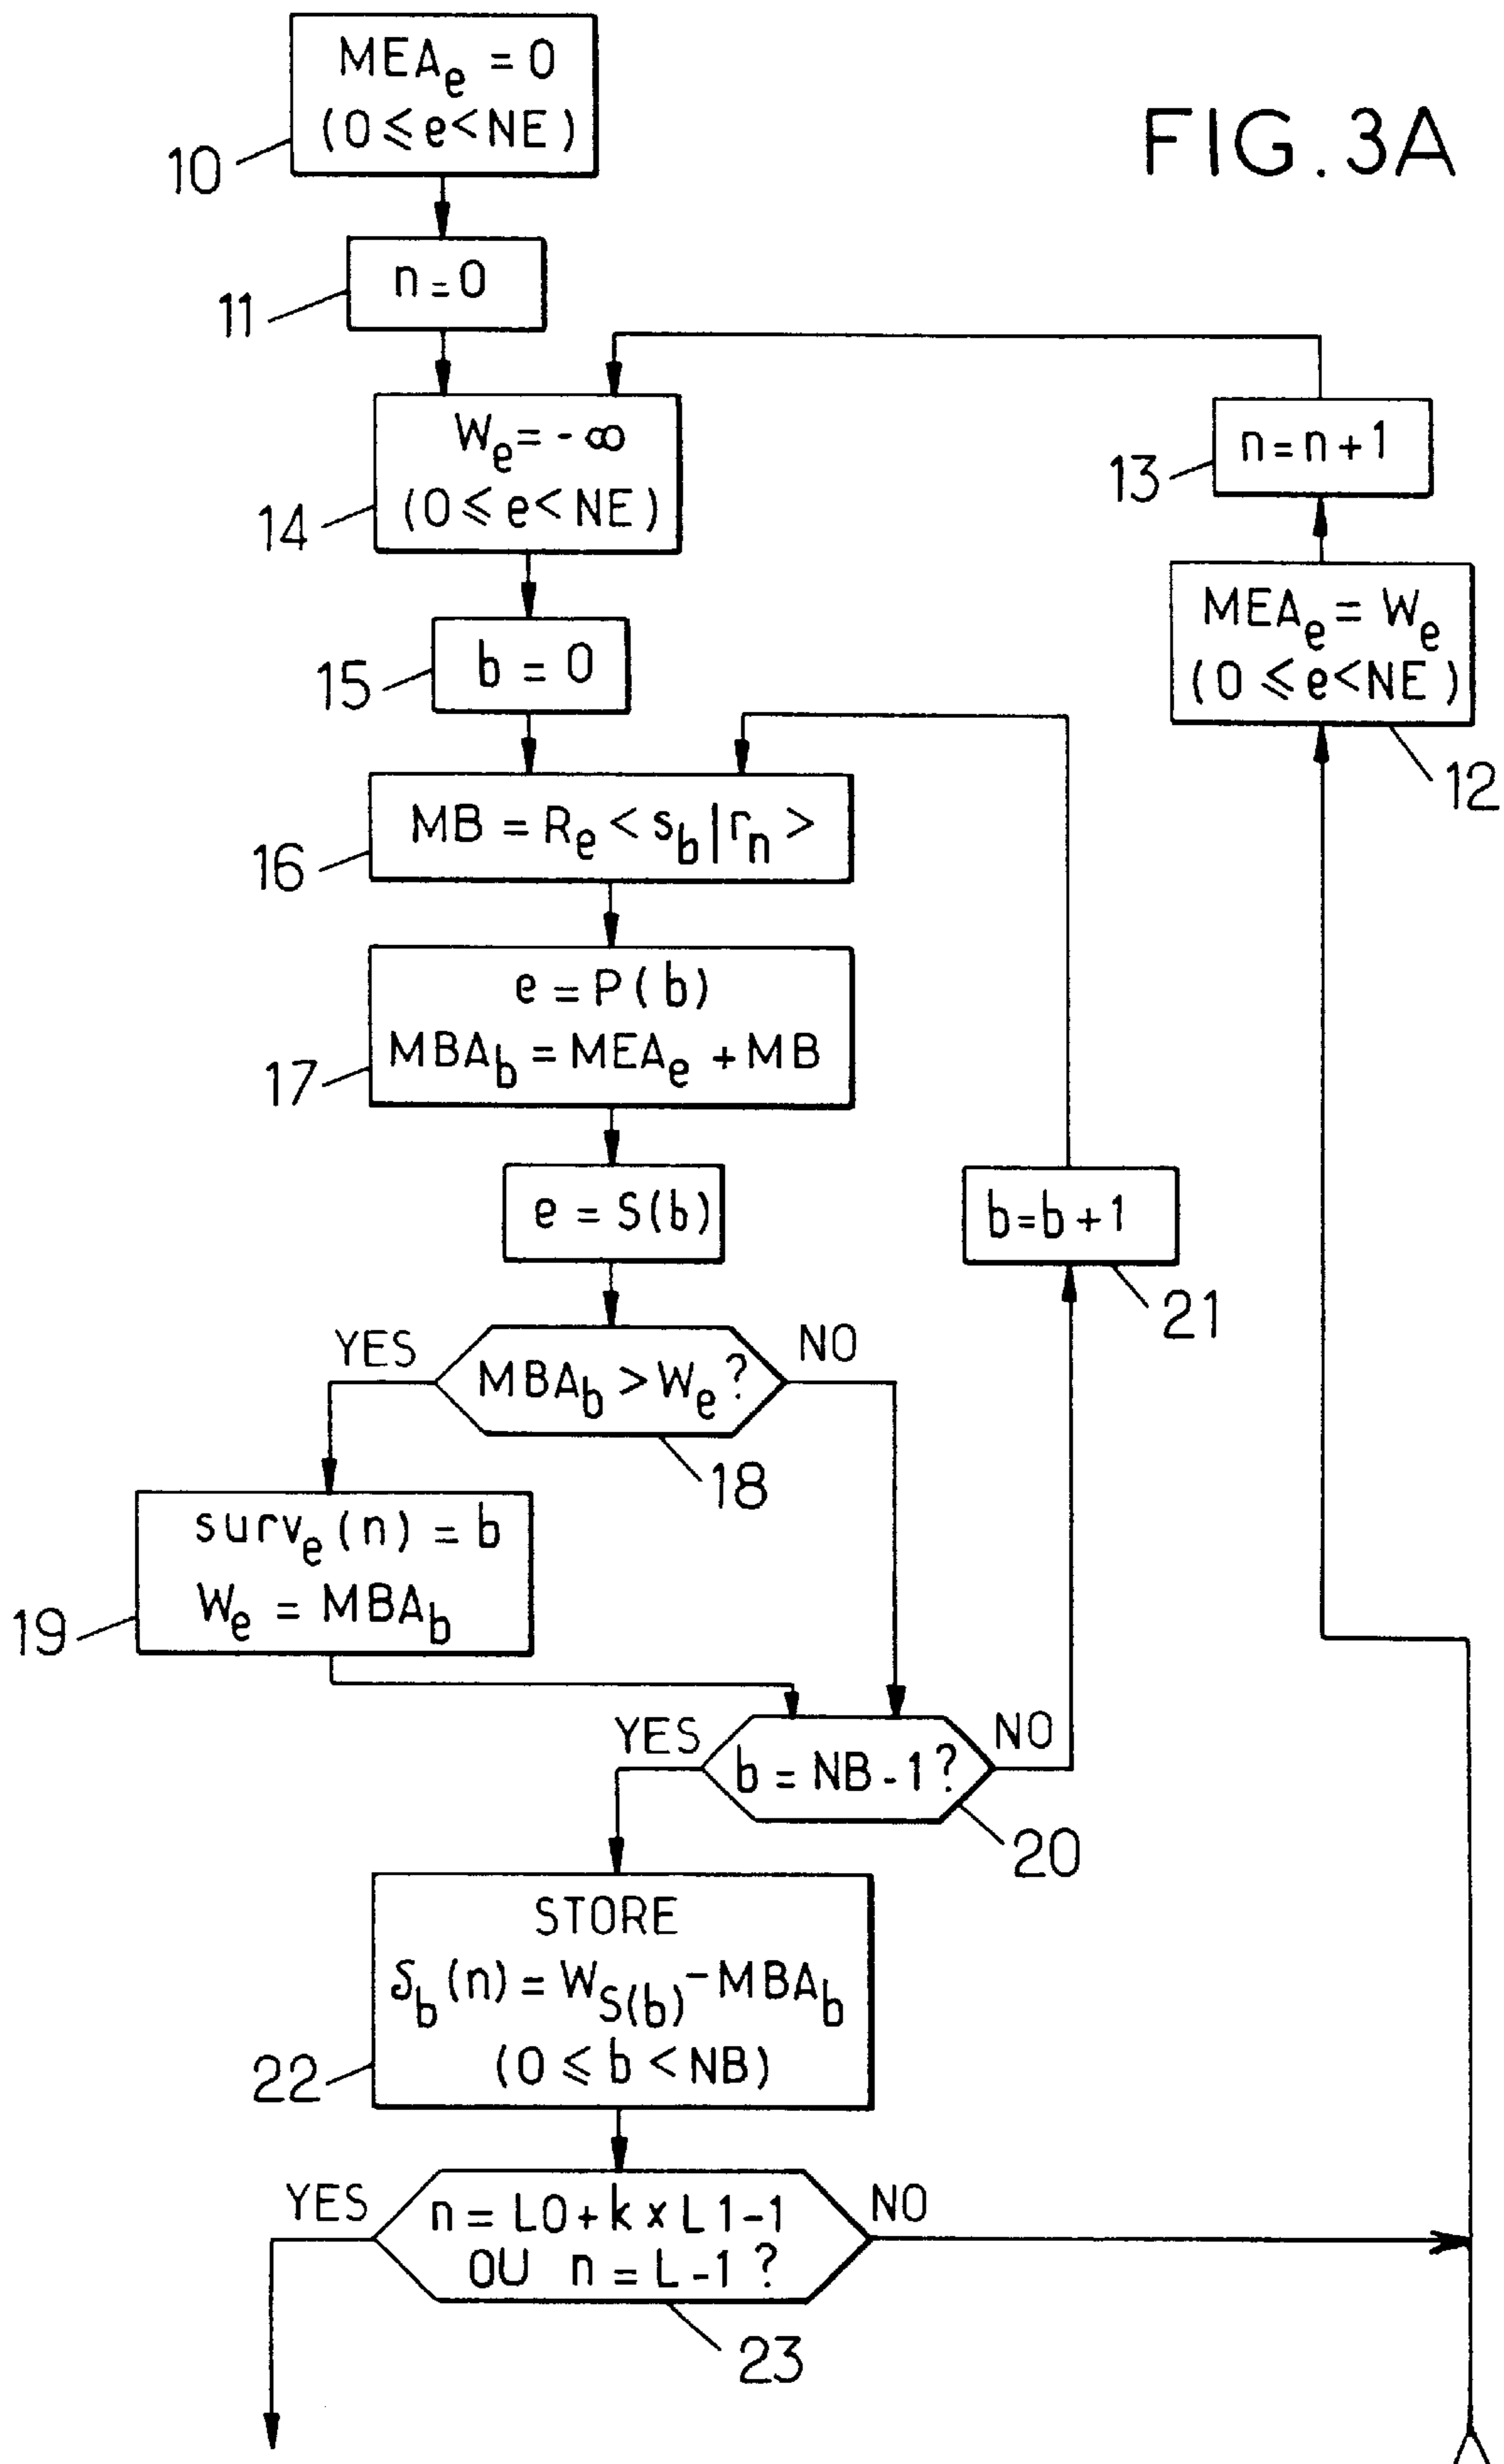 FIG. 3A
MEAe = 0
(0 ⩽ e < NE)
10
n = 0
11
We = -∞
(0 ⩽ e < NE)
14
n = n + 1
13
MEAe = We
(0 ⩽ e < NE)
12
b = 0
15
MB = Re < sb | rn >
16
e = P(b)
MBAb = MEAe + MB
17
e = S(b)
b = b + 1
21
YES
MBAb > We ?
NO
18
surve (n) = b
We = MBAb
19
YES
b = NB - 1 ?
NO
20
STORE
δb (n) = WS(b) - MBAb
(0 ⩽ b < NB)
22
YES
n = L0 + k × L1-1
OU n = L-1 ?
NO
23